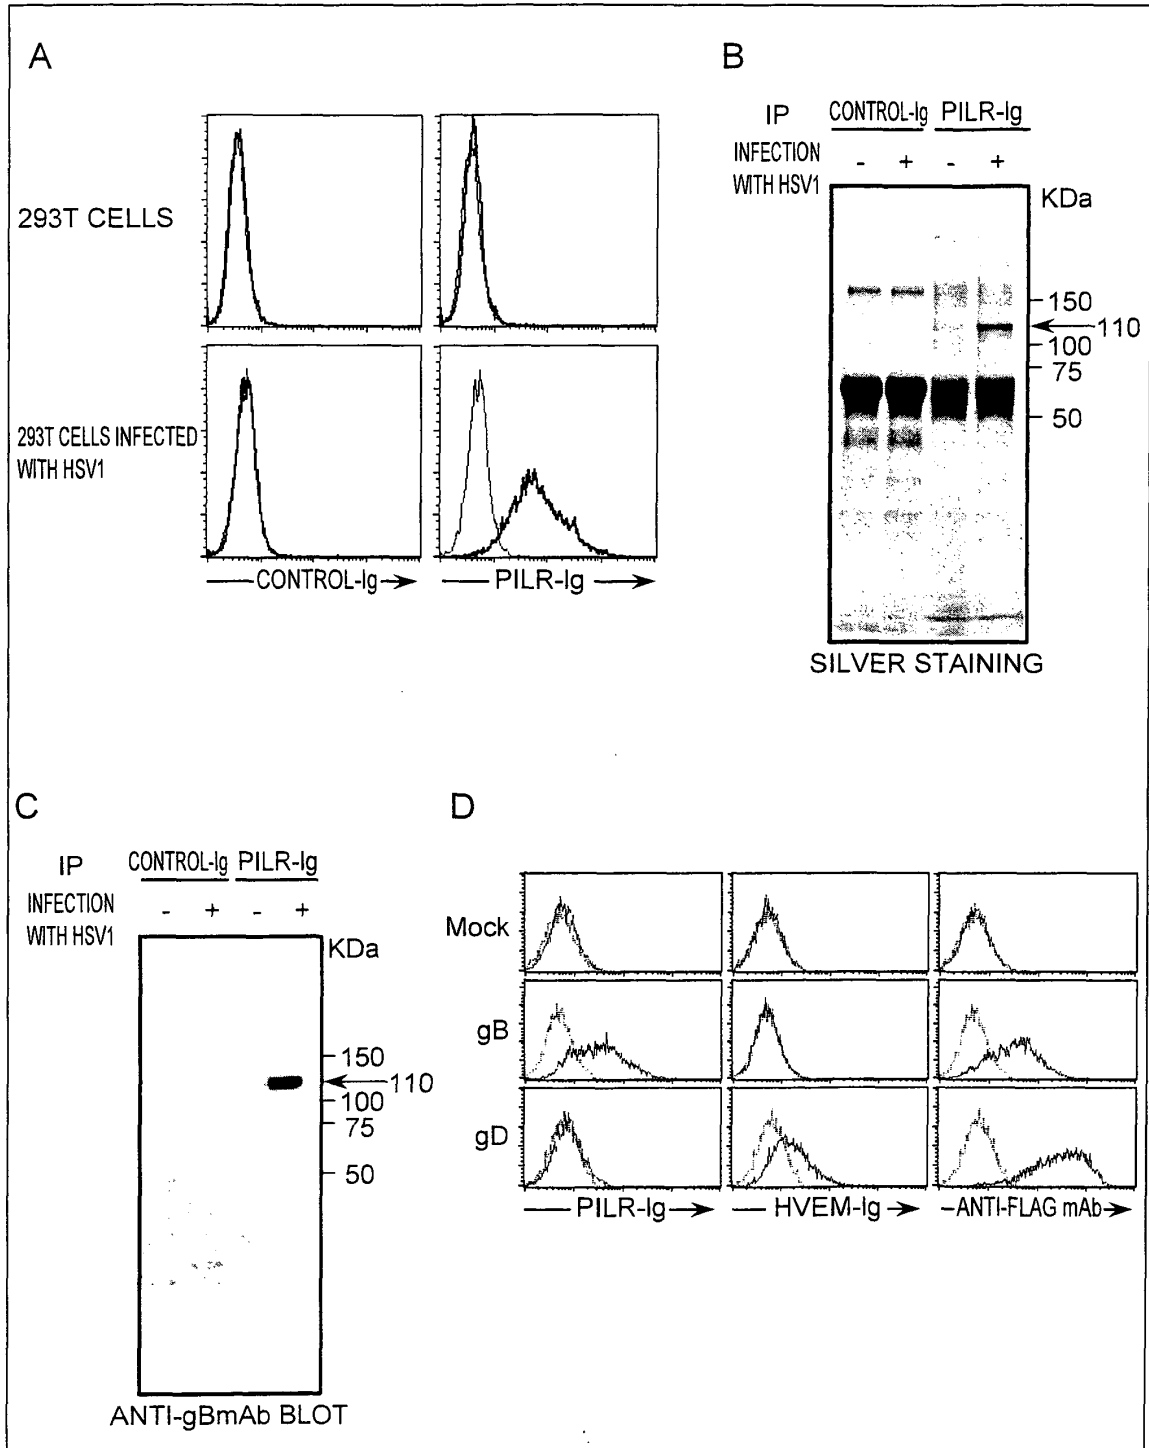 A
293T CELLS
293T CELLS INFECTED
WITH HSV1
CONTROL-Ig
PILR-Ig
B
IP CONTROL-Ig PILR-Ig
INFECTION
WITH HSV1
- + - +
KDa
150
110
100
75
50
SILVER STAINING
C
IP CONTROL-Ig PILR-Ig
INFECTION
WITH HSV1
- + - +
KDa
150
110
100
75
50
ANTI-gBmAb BLOT
D
Mock
gB
gD
PILR-Ig
HVEM-Ig
ANTI-FLAG mAb